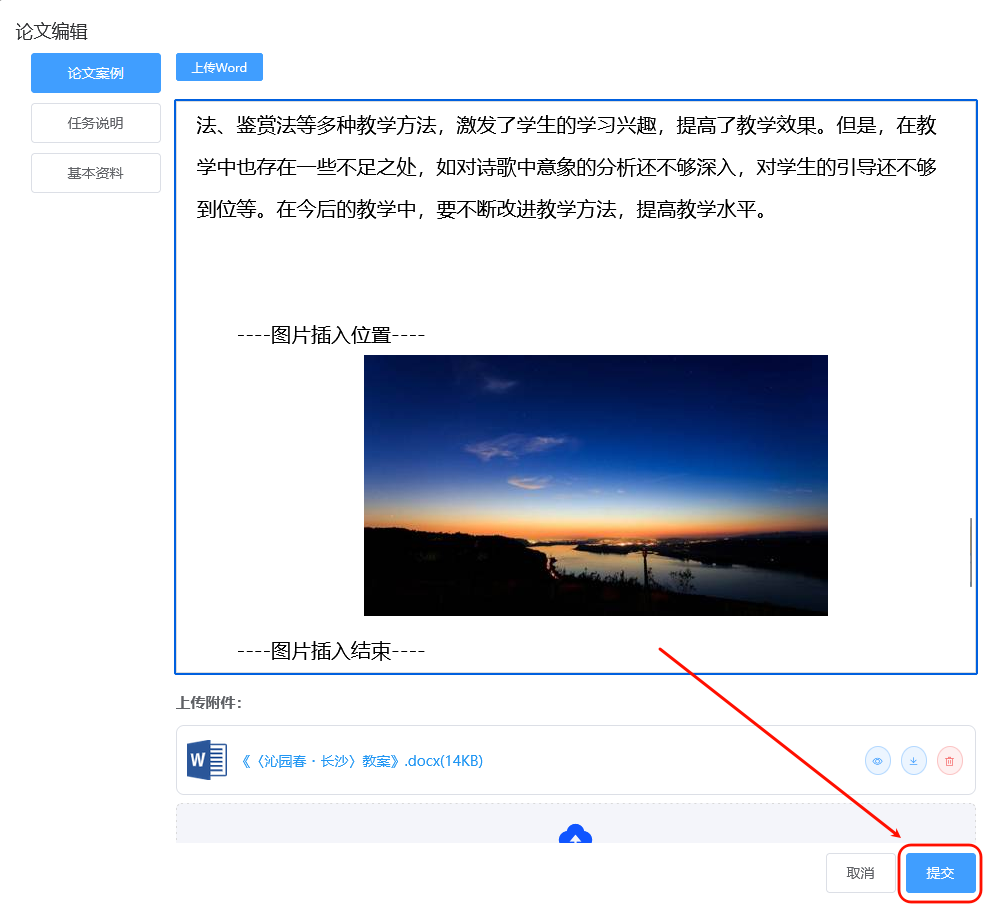 论文编辑
论文案例
任务说明
基本资料
上传Word
法、鉴赏法等多种教学方法，激发了学生的学习兴趣，提高了教学效果。但是，在教
学中也存在一些不足之处，如对诗歌中意象的分析还不够深入，对学生的引导还不够
到位等。在今后的教学中，要不断改进教学方法，提高教学水平。
----图片插入位置----
----图片插入结束----
上传附件：
W
《〈沁园春·长沙〉教案》.docx(14KB)
取消
提交